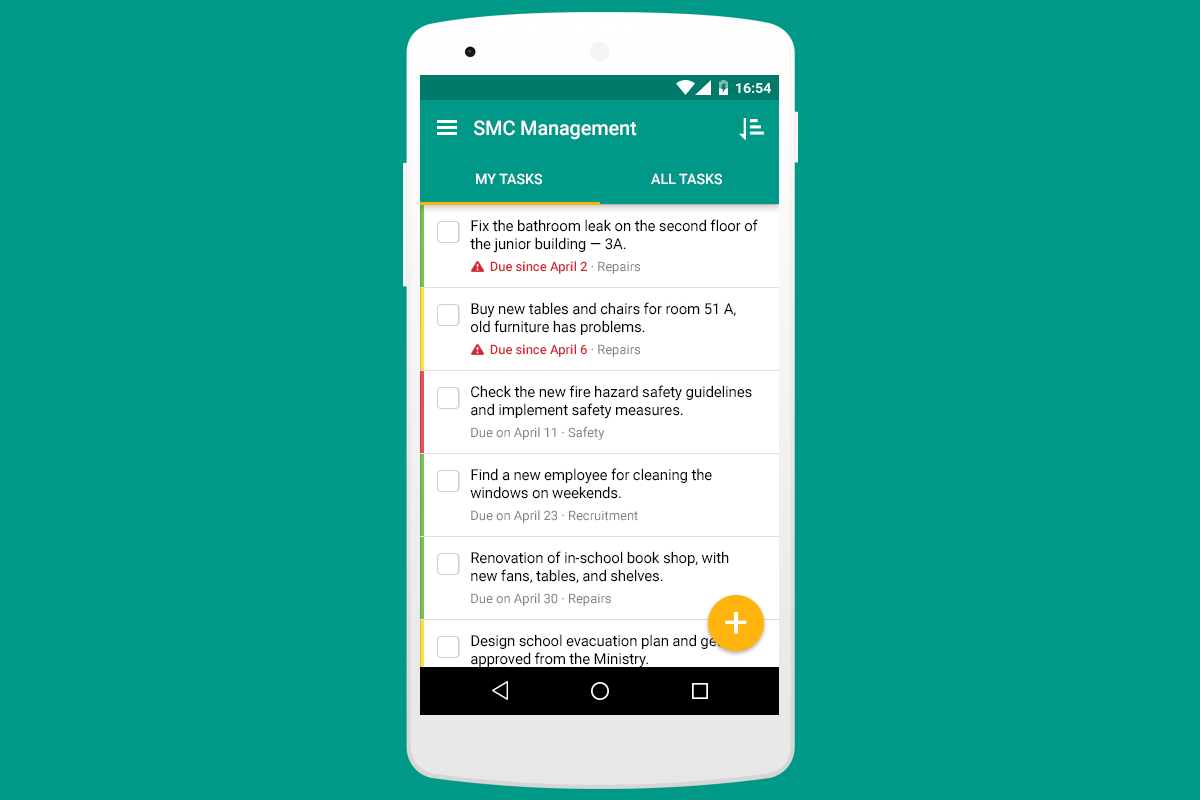 16:54
SMC Management
MY TASKS
ALL TASKS
Fix the bathroom leak on the second floor of
the junior building — 3A.
Due since April 2 · Repairs
Buy new tables and chairs for room 51 A,
old furniture has problems.
Due since April 6 · Repairs
Check the new fire hazard safety guidelines
and implement safety measures.
Due on April 11 · Safety
Find a new employee for cleaning the
windows on weekends.
Due on April 23 · Recruitment
Renovation of in-school book shop, with
new fans, tables, and shelves.
Due on April 30 · Repairs
Design school evacuation plan and
approved from the Ministry.